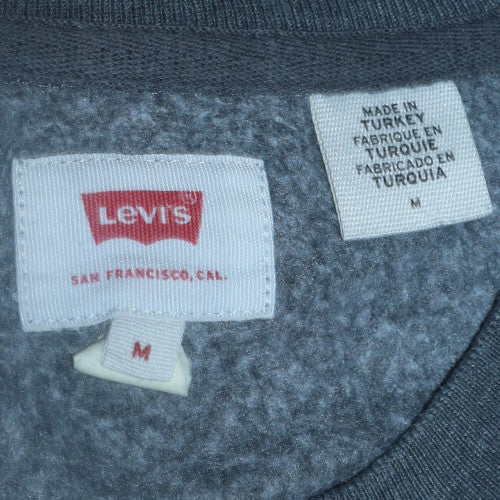 Levi's ®
SAN FRANCISCO, CAL.
M
MADE IN
TURKEY
FABRIQUE EN
TURQUIE
FABRICADO EN
TURQUIA
M